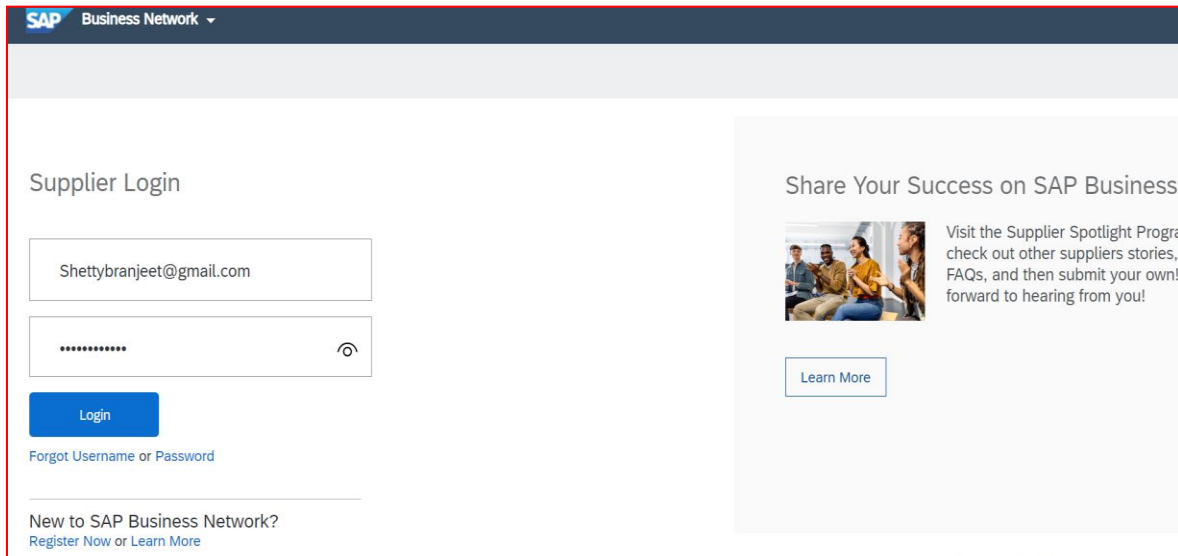 SAP Business Network
Supplier Login
Shettybranjeet@gmail.com
••••••••••••
Login
Forgot Username or Password
New to SAP Business Network?
Register Now or Learn More
Share Your Success on SAP Business
Visit the Supplier Spotlight Progra
check out other suppliers stories,
FAQs, and then submit your own!
forward to hearing from you!
Learn More